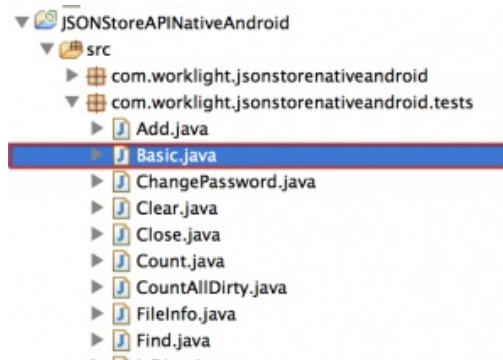 JSONStoreAPINativeAndroid
src
com.worklight.jsonstorenativeandroid
com.worklight.jsonstorenativeandroid.tests
Add.java
Basic.java
ChangePassword.java
Clear.java
Close.java
Count.java
CountAllDirty.java
FileInfo.java
Find.java